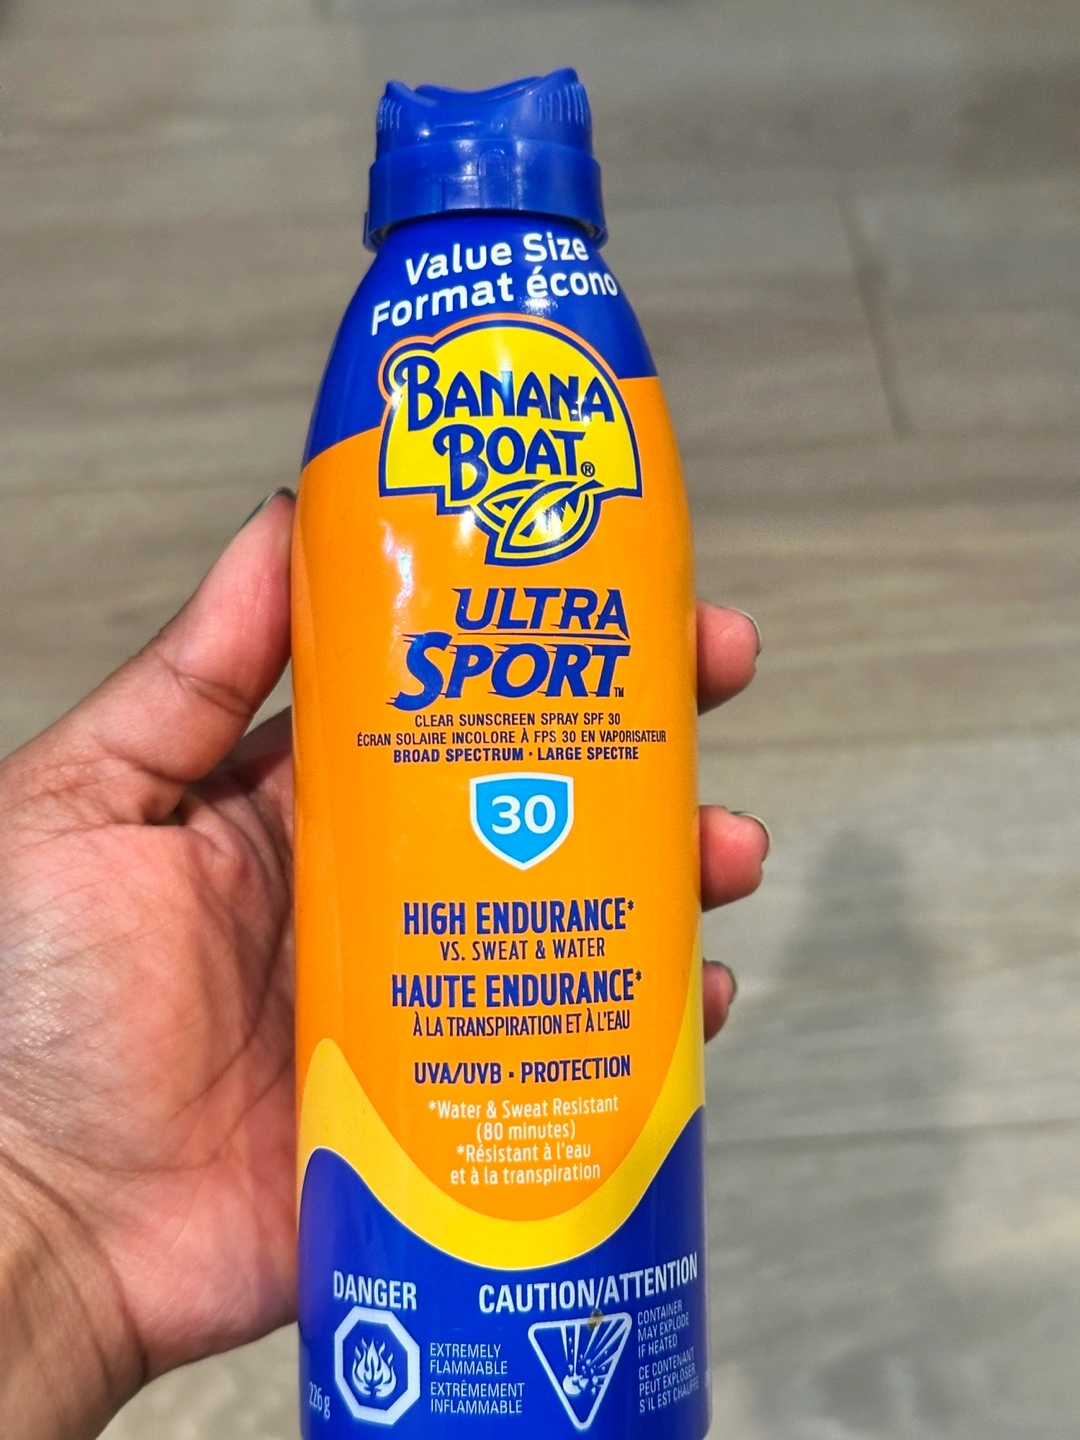 Value Size
Format écono
BANANA
BOAT®
ULTRA
SPORT™
CLEAR SUNSCREEN SPRAY SPF 30
ÉCRAN SOLAIRE INCOLORE À FPS 30 EN VAPORISATEUR
BROAD SPECTRUM · LARGE SPECTRE
30
HIGH ENDURANCE*
VS. SWEAT & WATER
HAUTE ENDURANCE*
À LA TRANSPIRATION ET À L'EAU
UVA/UVB · PROTECTION
*Water & Sweat Resistant
(80 minutes)
*Résistant à l'eau
et à la transpiration
DANGER
EXTREMELY
FLAMMABLE
EXTRÊMEMENT
INFLAMMABLE
CAUTION/ATTENTION
CONTAINER
MAY EXPLODE
IF HEATED
CE CONTENANT
PEUT EXPLOSER
S'IL EST CHAUFFÉ
226 g